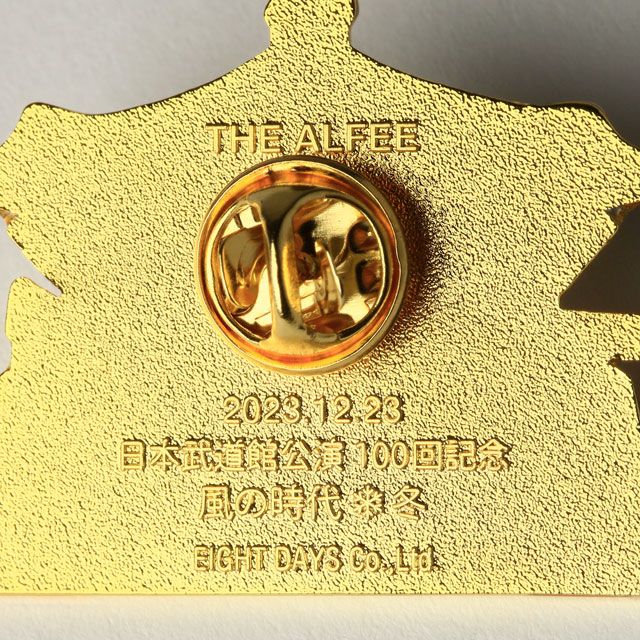 THE ALFEE
2023.12.23
日本武道館公演 100回記念
風の時代❄冬
EIGHT DAYS Co.,Ltd.